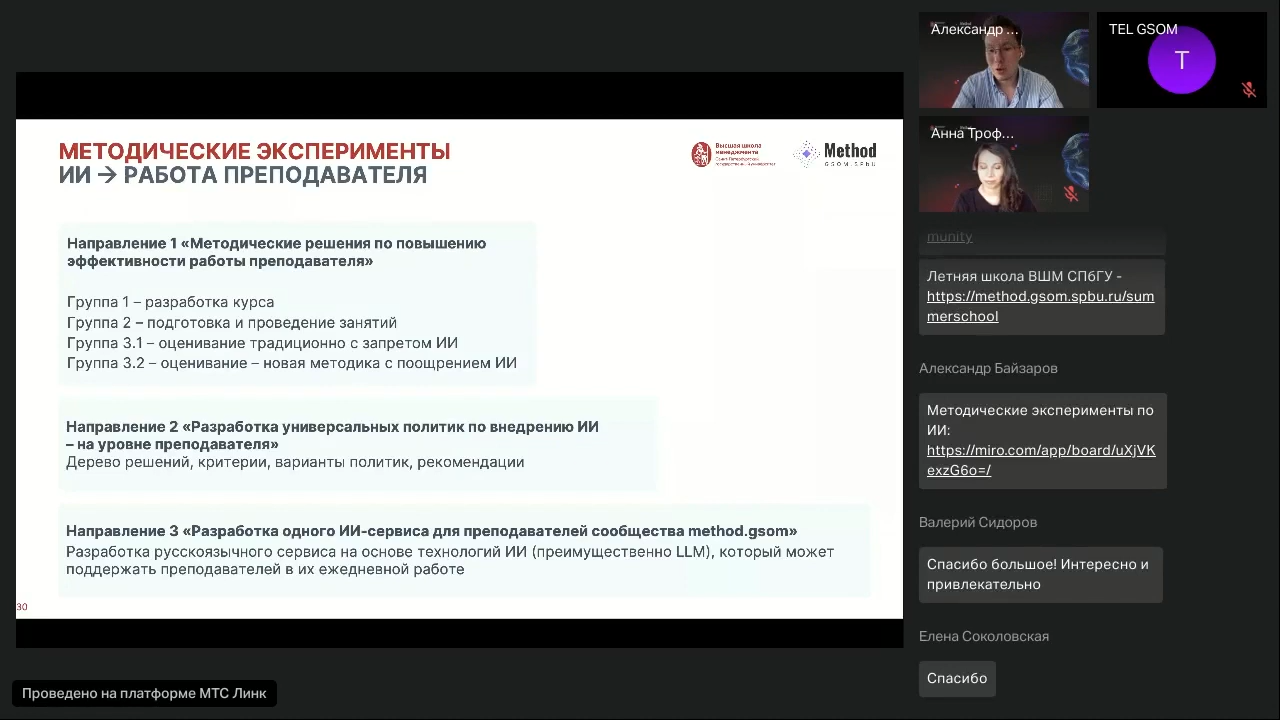 МЕТОДИЧЕСКИЕ ЭКСПЕРИМЕНТЫ
ИИ → РАБОТА ПРЕПОДАВАТЕЛЯ
Высшая школа
менеджмента
Санкт-Петербургский
государственный университет
Method
GSOM.SPbU
Направление 1 «Методические решения по повышению
эффективности работы преподавателя»
Группа 1 – разработка курса
Группа 2 – подготовка и проведение занятий
Группа 3.1 – оценивание традиционно с запретом ИИ
Группа 3.2 – оценивание – новая методика с поощрением ИИ
Направление 2 «Разработка универсальных политик по внедрению ИИ
– на уровне преподавателя»
Дерево решений, критерии, варианты политик, рекомендации
Направление 3 «Разработка одного ИИ-сервиса для преподавателей сообщества method.gsom»
Разработка русскоязычного сервиса на основе технологий ИИ (преимущественно LLM), который может
поддержать преподавателей в их ежедневной работе
30
Проведено на платформе МТС Линк
Александр ...
TEL GSOM
T
Анна Троф...
munity
Летняя школа ВШМ СПбГУ -
https://method.gsom.spbu.ru/sum
merschool
Александр Байзаров
Методические эксперименты по
ИИ:
https://miro.com/app/board/uXjVK
exzG6o=/
Валерий Сидоров
Спасибо большое! Интересно и
привлекательно
Елена Соколовская
Спасибо